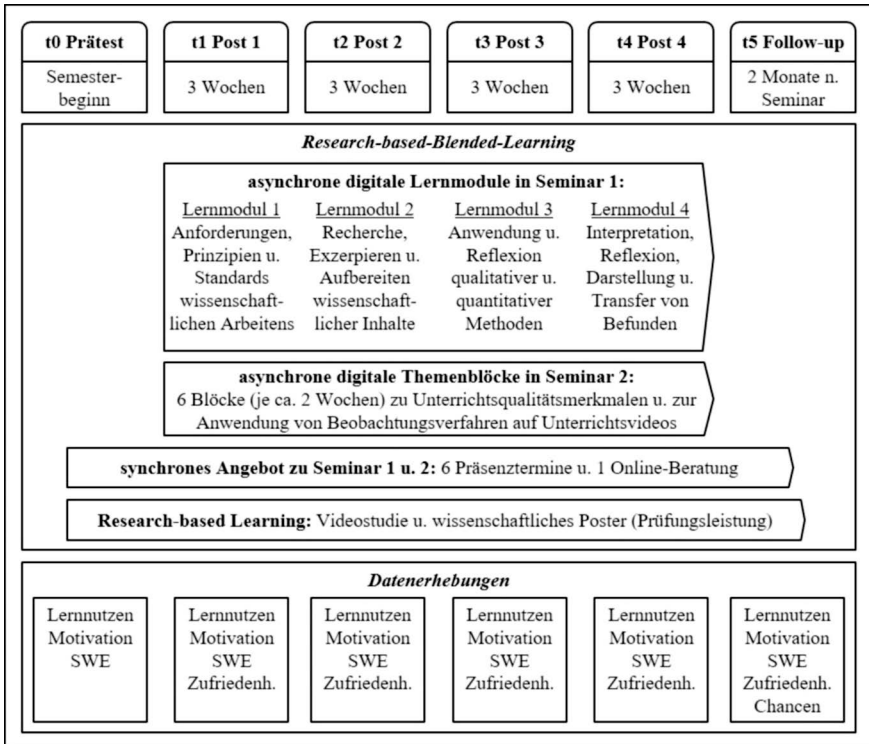 t0 Prätest
Semester-
beginn
t1 Post 1
3 Wochen
t2 Post 2
3 Wochen
t3 Post 3
3 Wochen
t4 Post 4
3 Wochen
t5 Follow-up
2 Monate n.
Seminar
Research-based-Blended-Learning
asynchrone digitale Lernmodule in Seminar 1:
Lernmodul 1
Anforderungen,
Prinzipien u.
Standards
wissenschaft-
lichen Arbeitens
Lernmodul 2
Recherche,
Exzerpieren u.
Aufbereiten
wissenschaft-
licher Inhalte
Lernmodul 3
Anwendung u.
Reflexion
qualitativer u.
quantitativer
Methoden
Lernmodul 4
Interpretation,
Reflexion,
Darstellung u.
Transfer von
Befunden
asynchrone digitale Themenblöcke in Seminar 2:
6 Blöcke (je ca. 2 Wochen) zu Unterrichtsqualitätsmerkmalen u. zur
Anwendung von Beobachtungsverfahren auf Unterrichtsvideos
synchrones Angebot zu Seminar 1 u. 2: 6 Präsenztermine u. 1 Online-Beratung
Research-based Learning: Videostudie u. wissenschaftliches Poster (Prüfungsleistung)
Datenerhebungen
Lernnutzen
Motivation
SWE
Lernnutzen
Motivation
SWE
Zufriedenh.
Lernnutzen
Motivation
SWE
Zufriedenh.
Lernnutzen
Motivation
SWE
Zufriedenh.
Lernnutzen
Motivation
SWE
Zufriedenh.
Lernnutzen
Motivation
SWE
Zufriedenh.
Chancen